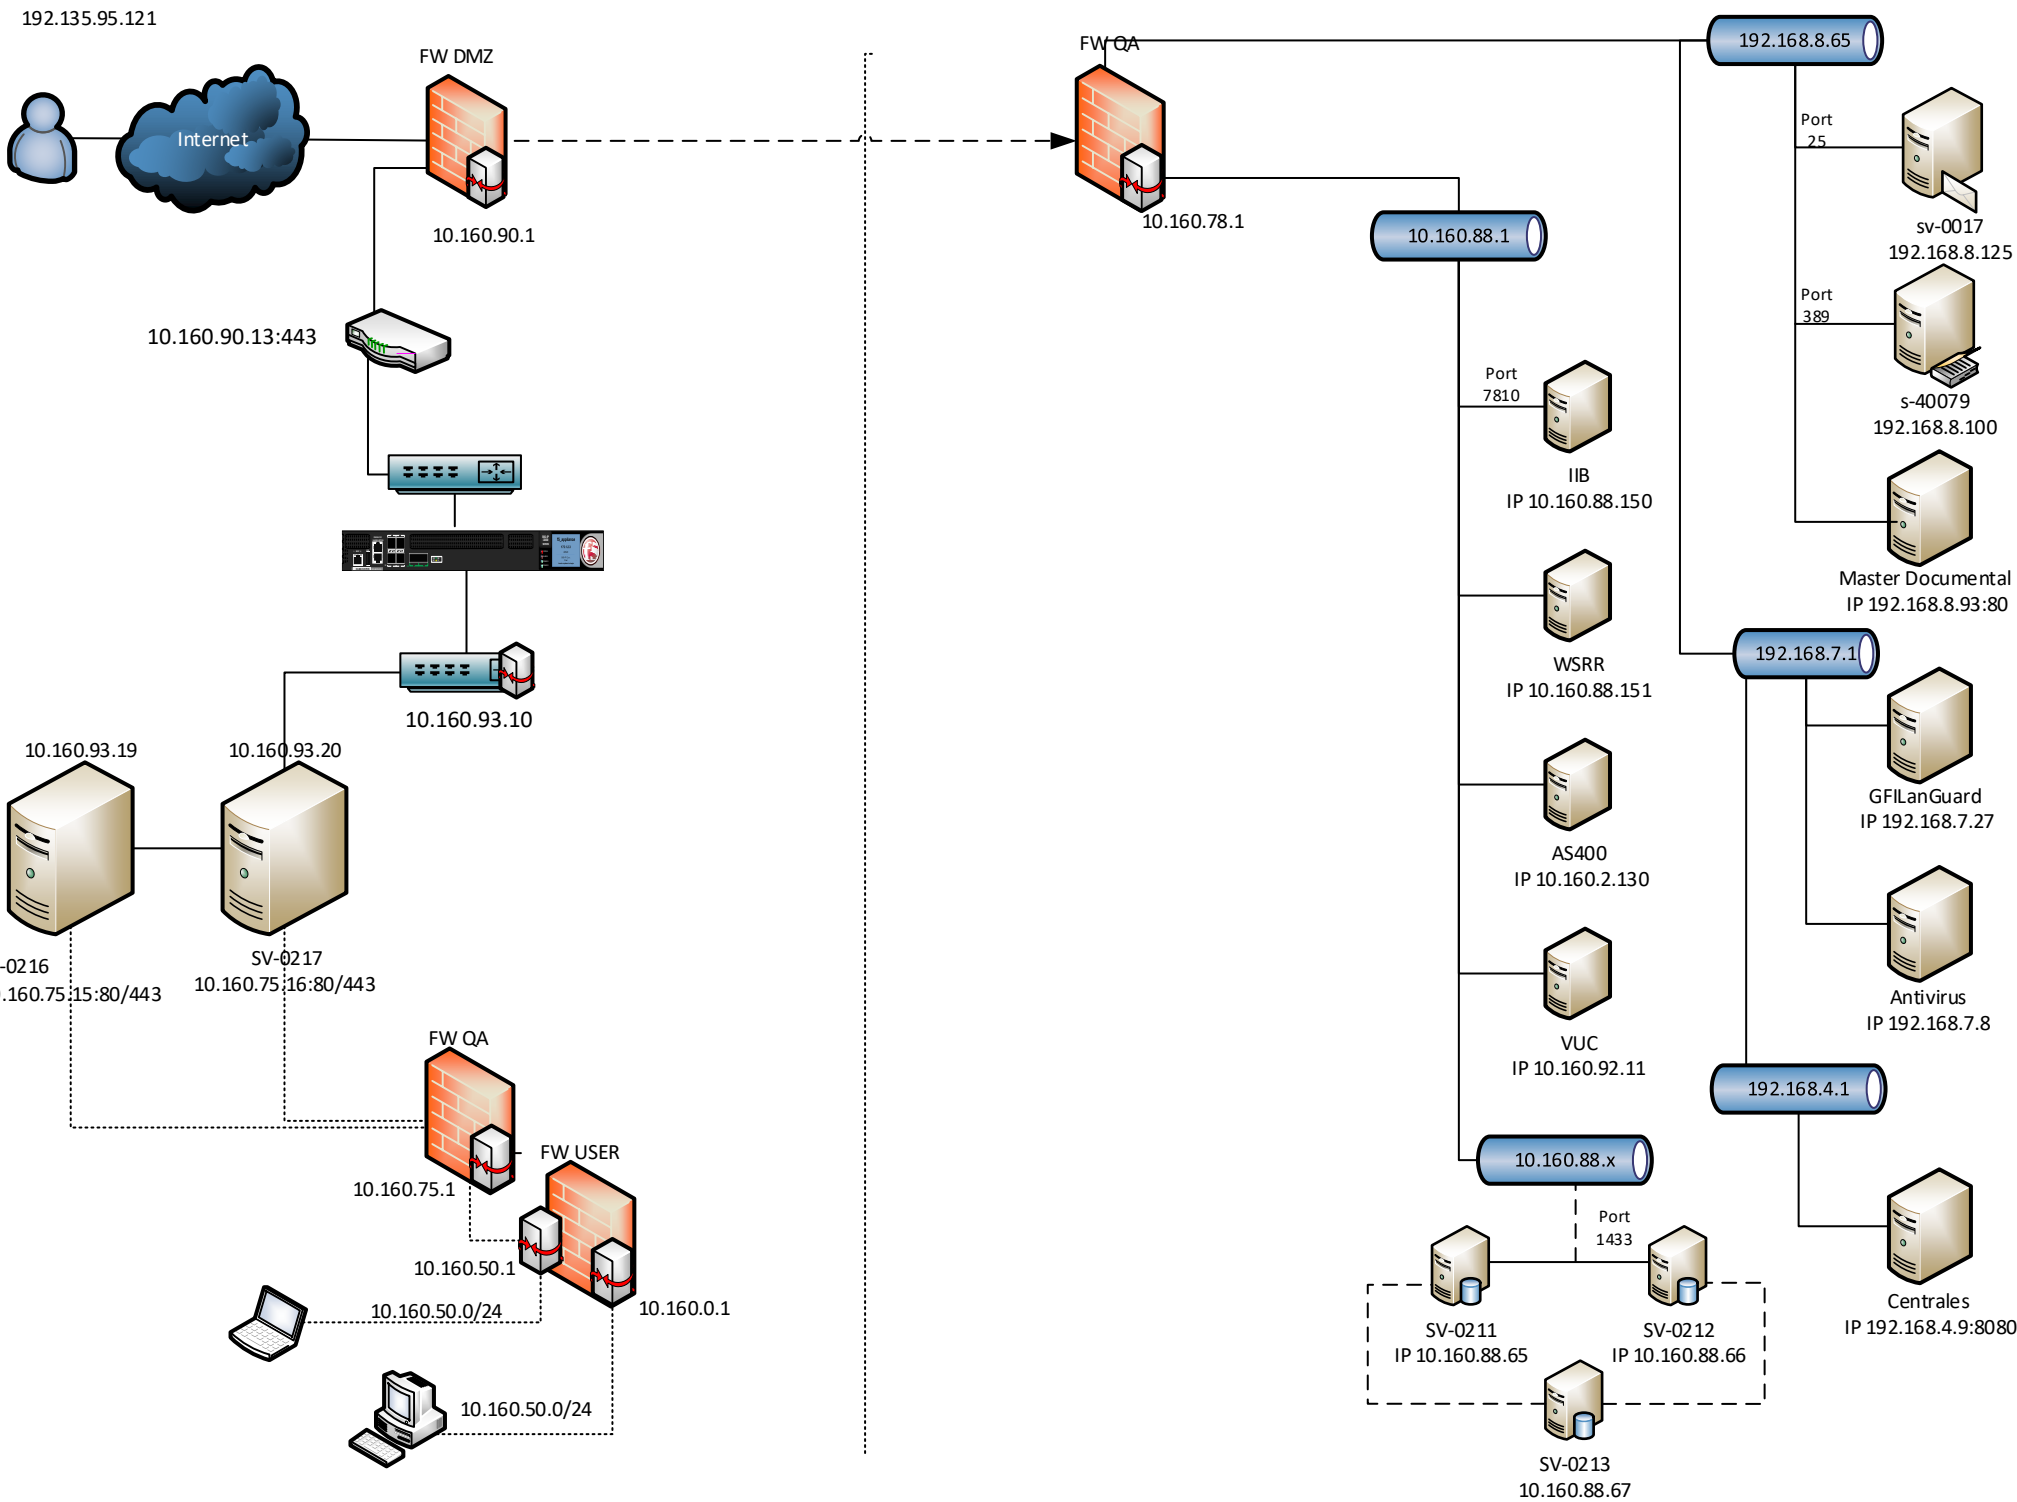 192.135.95.121
FW DMZ
Internet
10.160.90.1
10.160.90.13:443
10.160.93.10
10.160.93.19
10.160.93.20
-0216
.160.75.15:80/443
SV-0217
10.160.75.16:80/443
FW QA
10.160.75.1
FW USER
10.160.50.1
10.160.0.1
10.160.50.0/24
10.160.50.0/24
FW QA
10.160.78.1
10.160.88.1
Port
7810
IIB
IP 10.160.88.150
WSRR
IP 10.160.88.151
AS400
IP 10.160.2.130
VUC
IP 10.160.92.11
10.160.88.x
Port
1433
SV-0211
IP 10.160.88.65
SV-0212
IP 10.160.88.66
SV-0213
10.160.88.67
192.168.8.65
Port
25
sv-0017
192.168.8.125
Port
389
s-40079
192.168.8.100
Master Documental
IP 192.168.8.93:80
192.168.7.1
GFILanGuard
IP 192.168.7.27
Antivirus
IP 192.168.7.8
192.168.4.1
Centrales
IP 192.168.4.9:8080